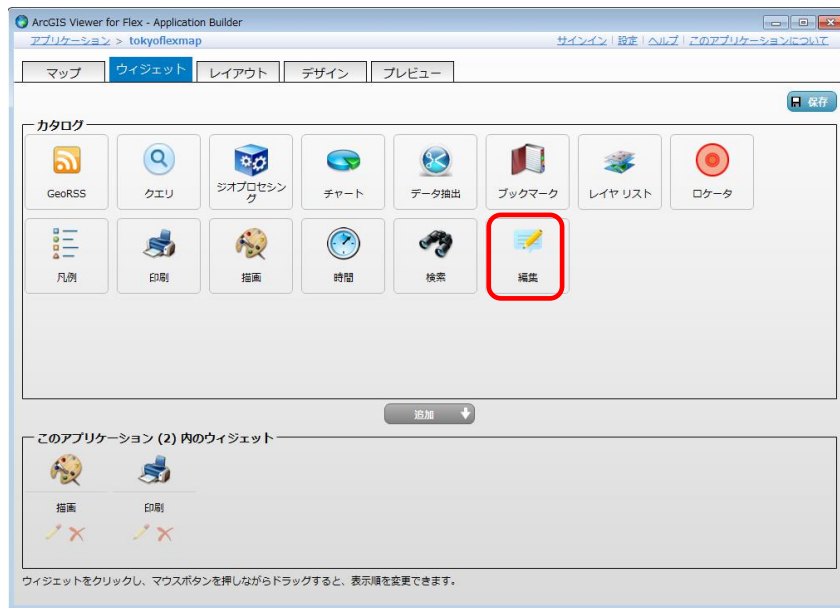 ArcGIS Viewer for Flex - Application Builder
アプリケーション > tokyoflexmap
サインイン | 設定 | ヘルプ | このアプリケーションについて
マップ ウィジェット レイアウト デザイン プレビュー
保存
カタログ
GeoRSS クエリ ジオプロセシン
グ チャート データ抽出 ブックマーク レイヤ リスト ロケータ
凡例 印刷 描画 時間 検索 編集
追加
このアプリケーション (2) 内のウィジェット
描画 印刷
ウィジェットをクリックし、マウスボタンを押しながらドラッグすると、表示順を変更できます。